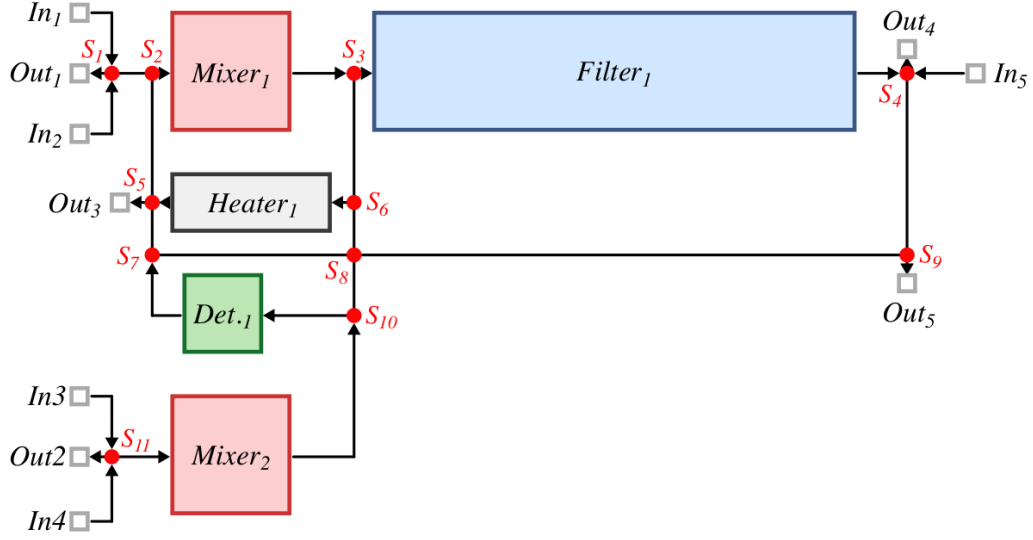 In1
Out4
S1 S2 S3
Out1 Mixer1 Filter1 In5
S4
In2
S5
Heater1 S6
Out3
S7 S8 S9
Det.1 S10 Out5
In3
S11
Out2 Mixer2
In4